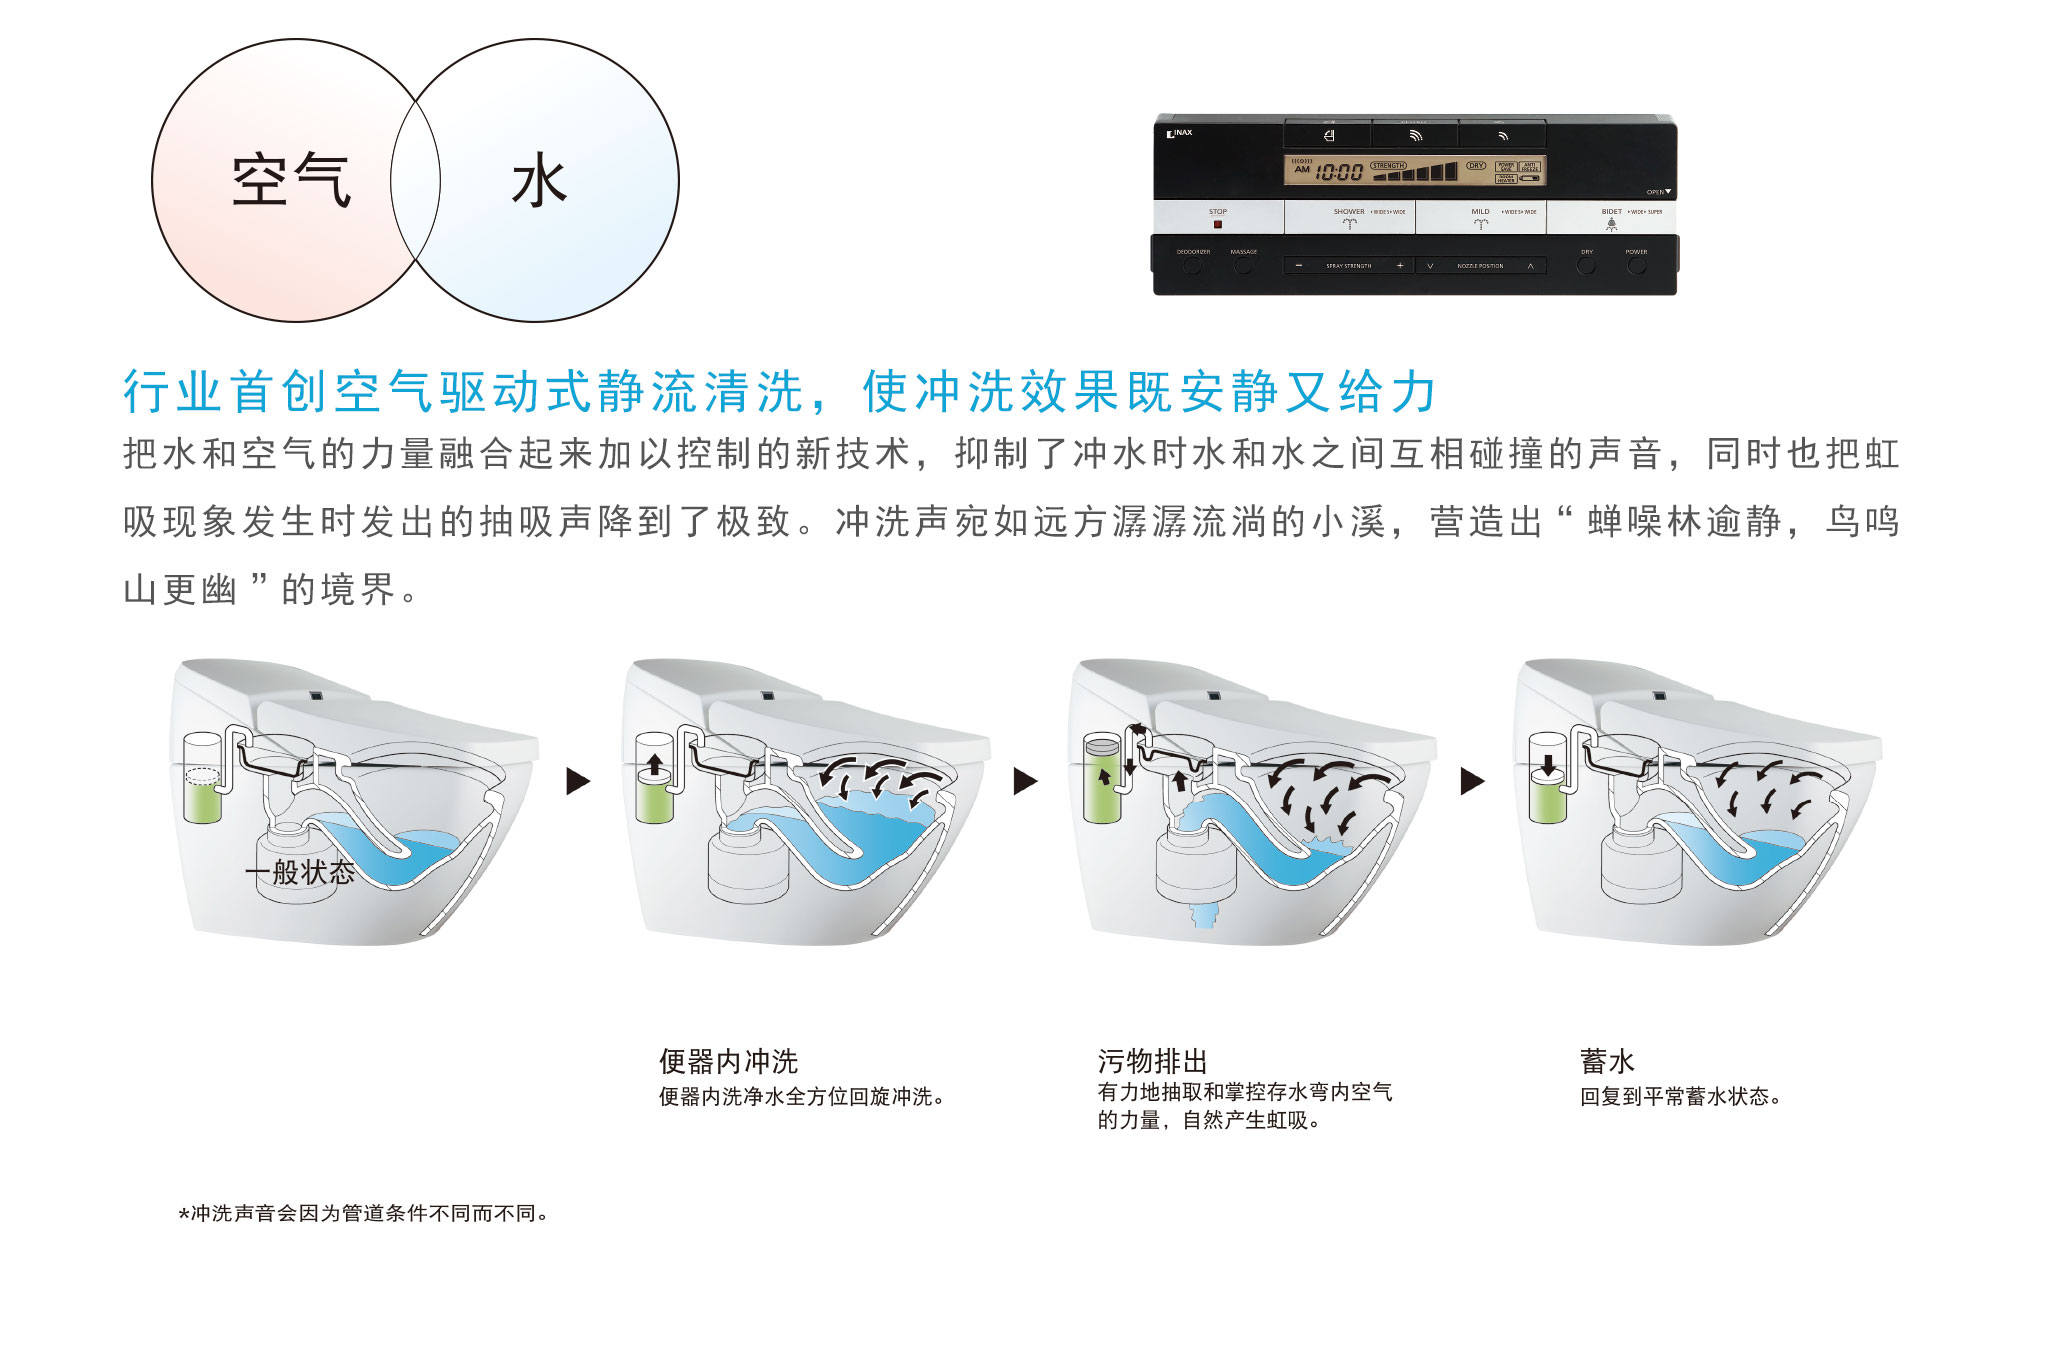 空气
水
INAX
AM 10:00
STRENGTH
DRY
POWER SAVE
ANTI FREEZE
ROOM HEATER
OPEN▼
STOP
SHOWER
MILD
BIDET
DEODORIZER
MASSAGE
− SPRAY STRENGTH +
NOZZLE POSITION
DRY
POWER
行业首创空气驱动式静流清洗，使冲洗效果既安静又给力
把水和空气的力量融合起来加以控制的新技术，抑制了冲水时水和水之间互相碰撞的声音，同时也把虹
吸现象发生时发出的抽吸声降到了极致。冲洗声宛如远方潺潺流淌的小溪，营造出“蝉噪林逾静，鸟鸣
山更幽”的境界。
一般状态
便器内冲洗
便器内洗净水全方位回旋冲洗。
污物排出
有力地抽取和掌控存水弯内空气
的力量，自然产生虹吸。
蓄水
回复到平常蓄水状态。
*冲洗声音会因为管道条件不同而不同。